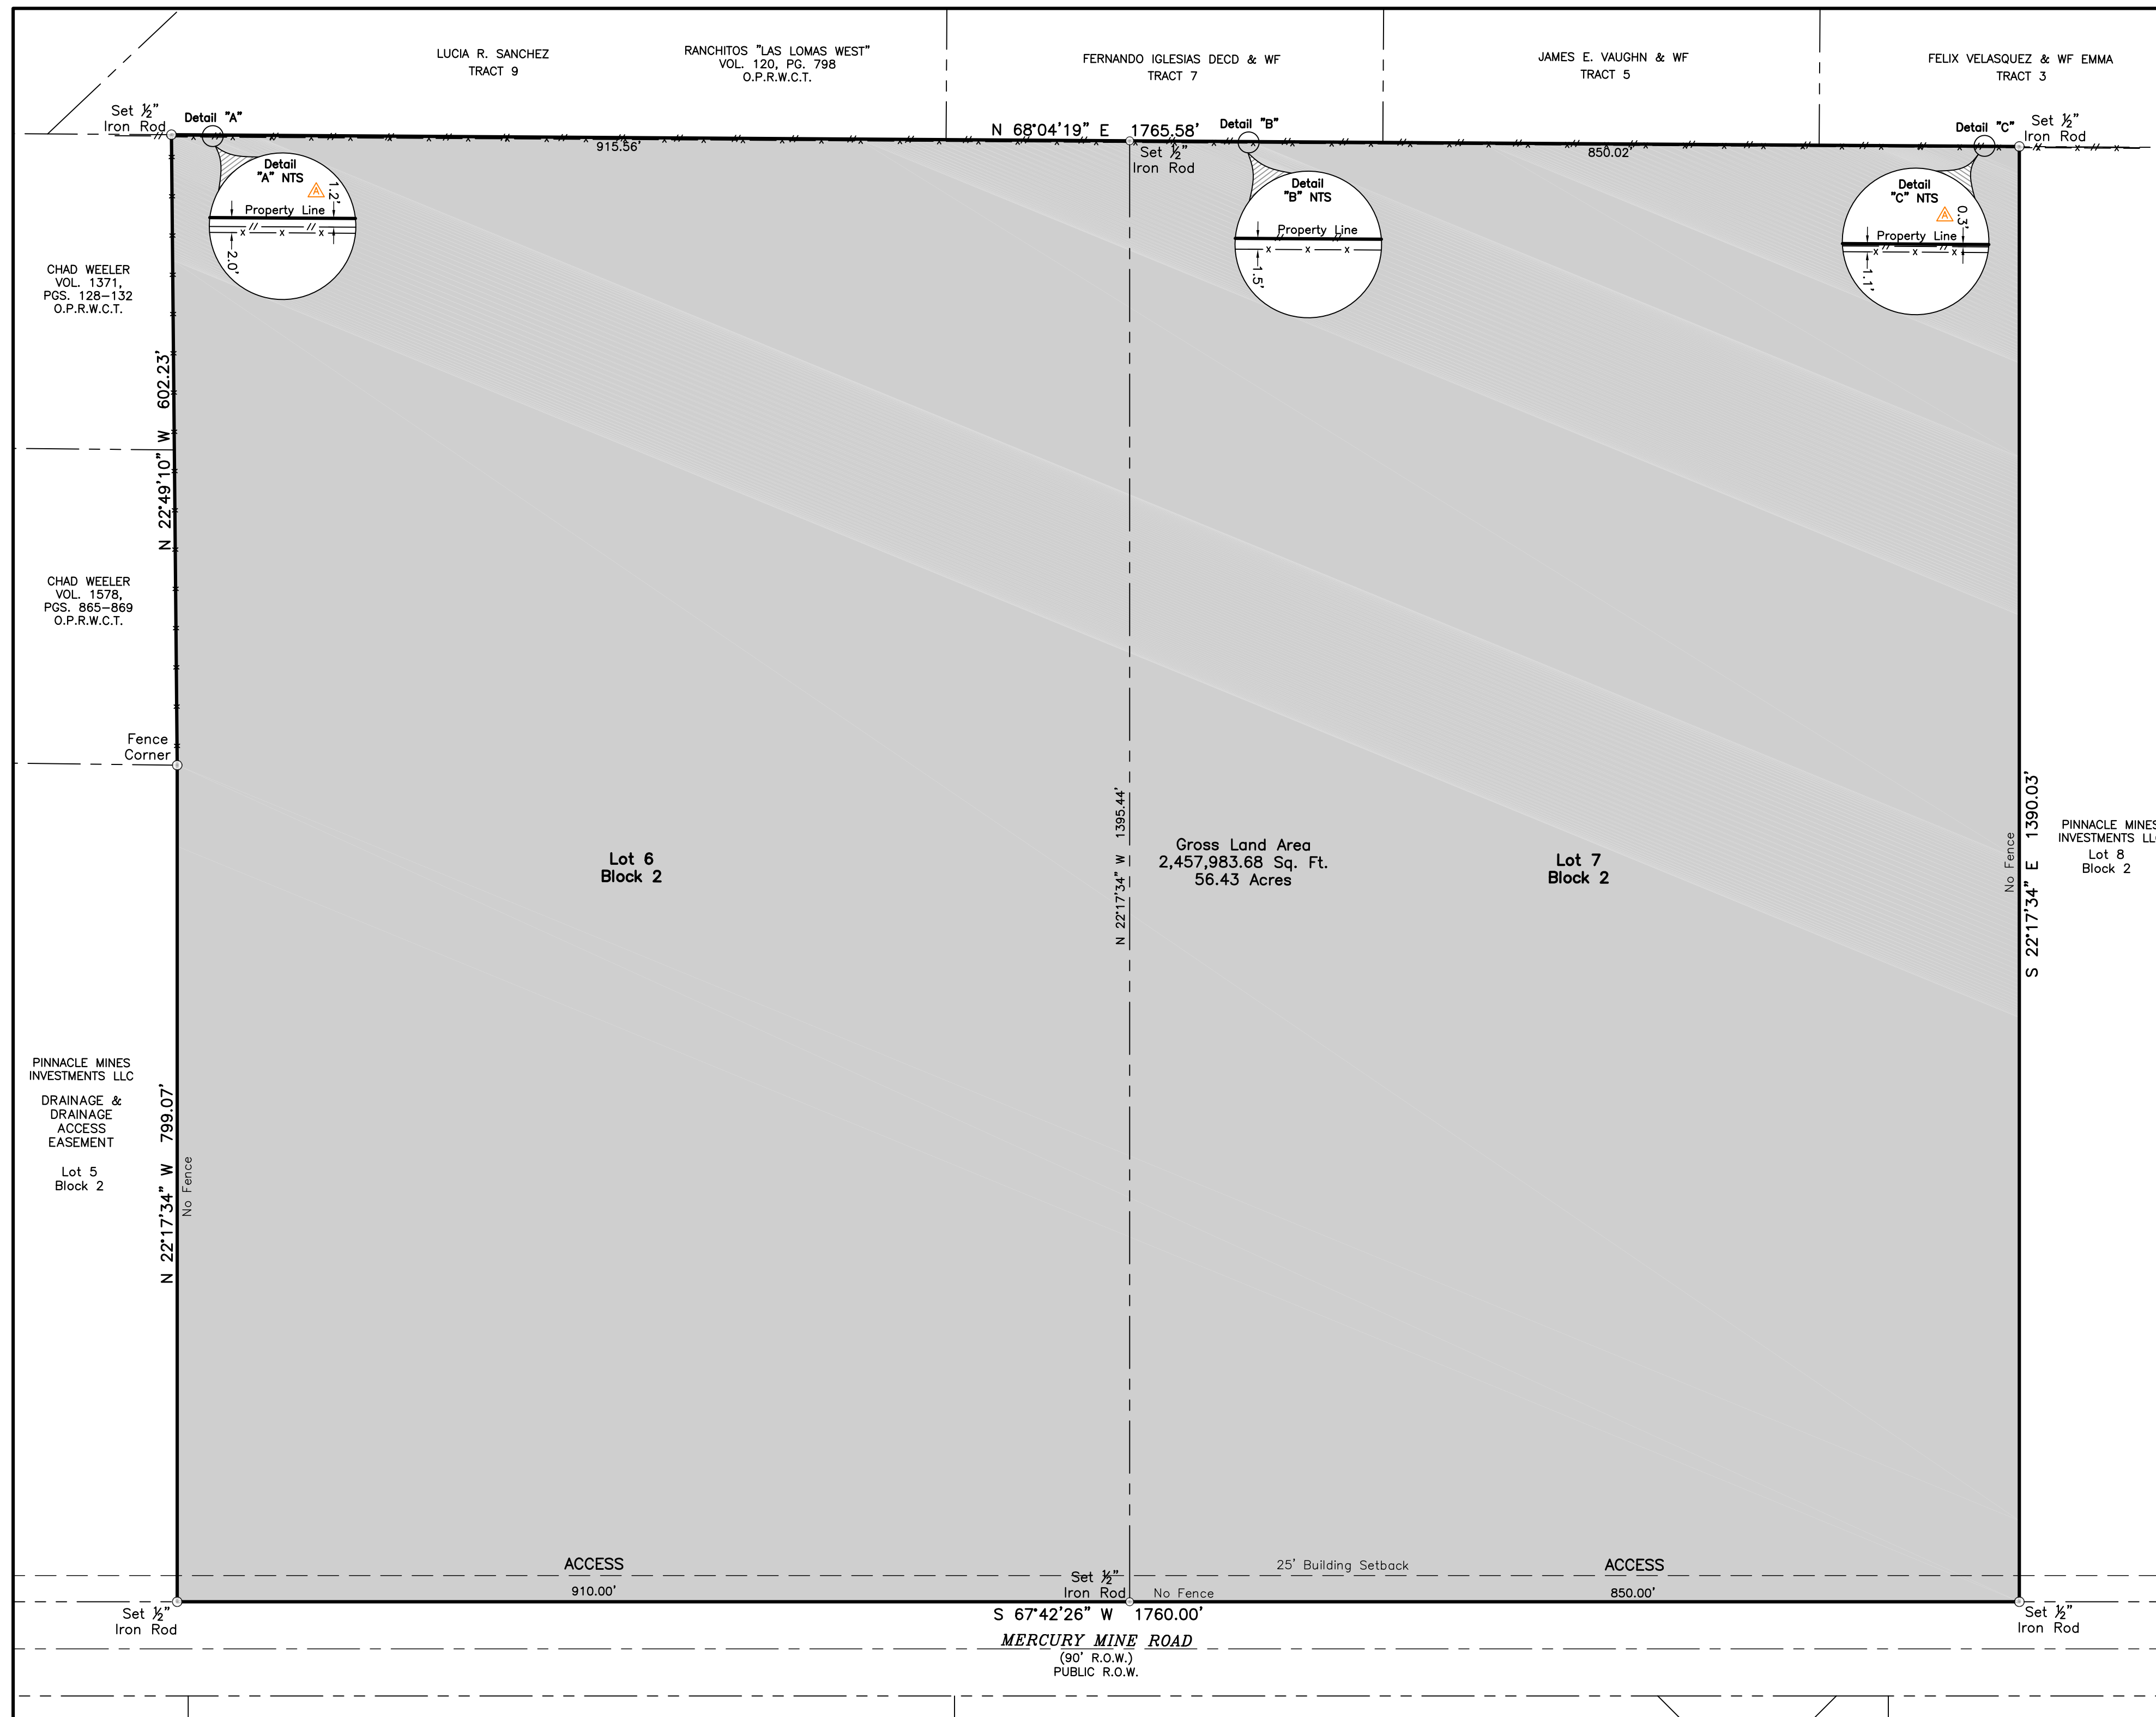 LUCIA R. SANCHEZ
TRACT 9
RANCHITOS "LAS LOMAS WEST"
VOL. 120, PG. 798
O.P.R.W.C.T.
FERNANDO IGLESIAS DECD & WF
TRACT 7
JAMES E. VAUGHN & WF
TRACT 5
FELIX VELASQUEZ & WF EMMA
TRACT 3
Set ½"
Iron Rod
Detail "A"
N 68°04'19" E 1765.58'
915.56'
Set ½"
Iron Rod
Detail "B"
850.02'
Detail "C"
Set ½"
Iron Rod
Detail
"A" NTS
A
1.2'
Property Line
2.0'
Detail
"B" NTS
Property Line
1.5'
Detail
"C" NTS
A
0.3'
Property Line
1.1'
CHAD WEELER
VOL. 1371,
PGS. 128-132
O.P.R.W.C.T.
N 22°49'10" W 602.23'
CHAD WEELER
VOL. 1578,
PGS. 865-869
O.P.R.W.C.T.
Fence
Corner
Lot 6
Block 2
N 22°17'34" W 1395.44'
Gross Land Area
2,457,983.68 Sq. Ft.
56.43 Acres
Lot 7
Block 2
No Fence
S 22°17'34" E 1390.03'
PINNACLE MINES
INVESTMENTS LLC
Lot 8
Block 2
PINNACLE MINES
INVESTMENTS LLC
DRAINAGE &
DRAINAGE
ACCESS
EASEMENT
Lot 5
Block 2
N 22°17'34" W 799.07'
No Fence
ACCESS
25' Building Setback
ACCESS
910.00'
Set ½"
Iron Rod
No Fence
850.00'
Set ½"
Iron Rod
S 67°42'26" W 1760.00'
Set ½"
Iron Rod
MERCURY MINE ROAD
(90' R.O.W.)
PUBLIC R.O.W.